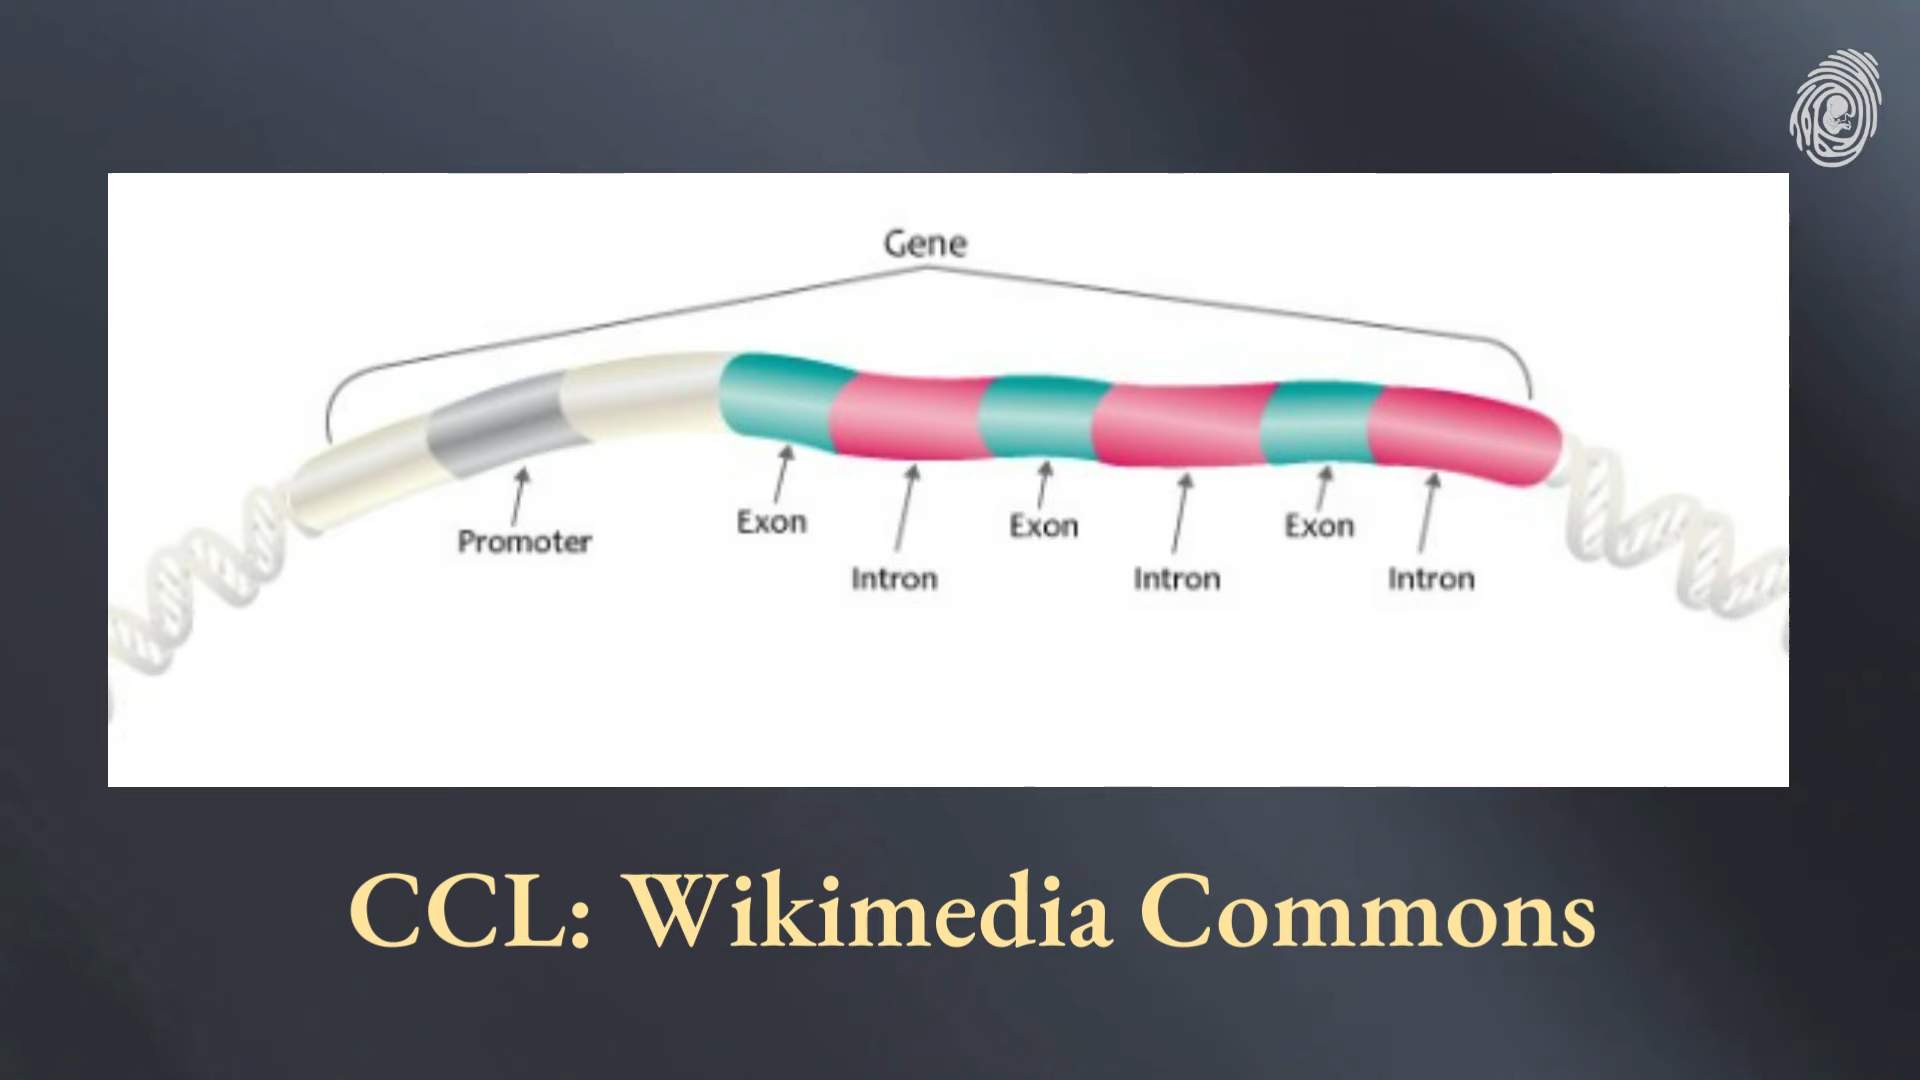 Gene
Promoter
Exon
Intron
Exon
Intron
Exon
Intron
CCL: Wikimedia Commons